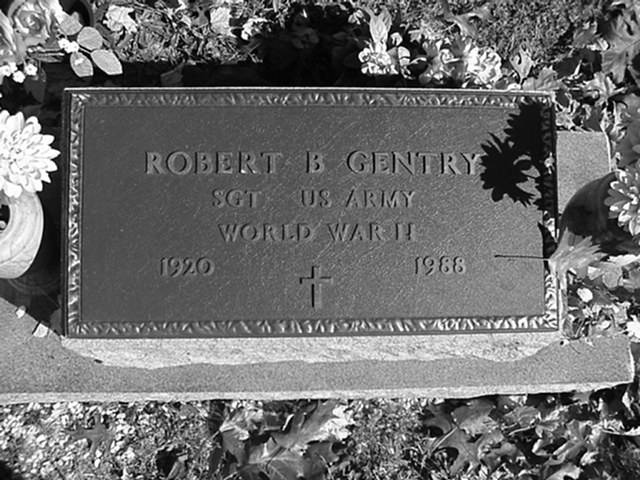 ROBERT B GENTRY
SGT US ARMY
WORLD WAR II
1920 1988